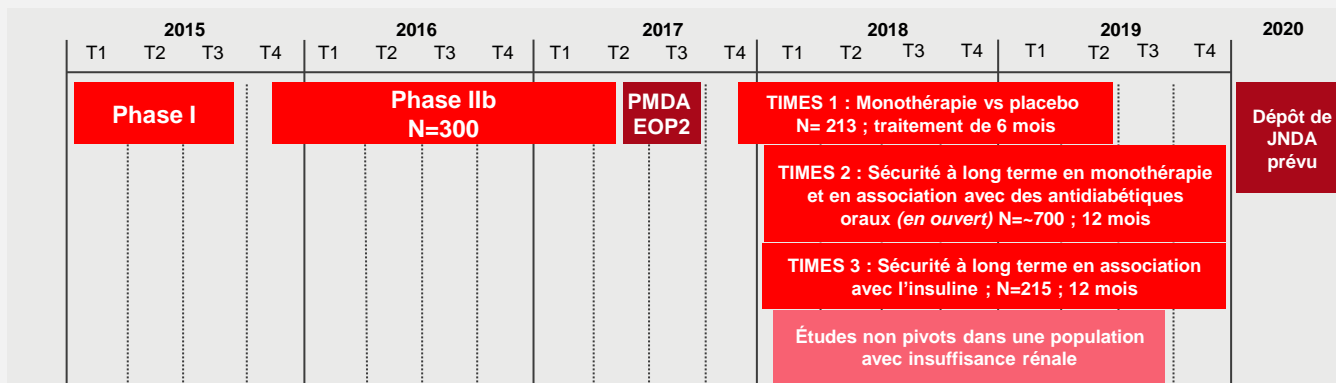 2015 2016 2017 2018 2019 2020
T1 T2 T3 T4 T1 T2 T3 T4 T1 T2 T3 T4 T1 T2 T3 T4 T1 T2 T3 T4
Phase I
Phase IIb
N=300
PMDA
EOP2
TIMES 1 : Monothérapie vs placebo
N= 213 ; traitement de 6 mois
Dépôt de
JNDA
prévu
TIMES 2 : Sécurité à long terme en monothérapie
et en association avec des antidiabétiques
oraux (en ouvert) N=~700 ; 12 mois
TIMES 3 : Sécurité à long terme en association
avec l’insuline ; N=215 ; 12 mois
Études non pivots dans une population
avec insuffisance rénale